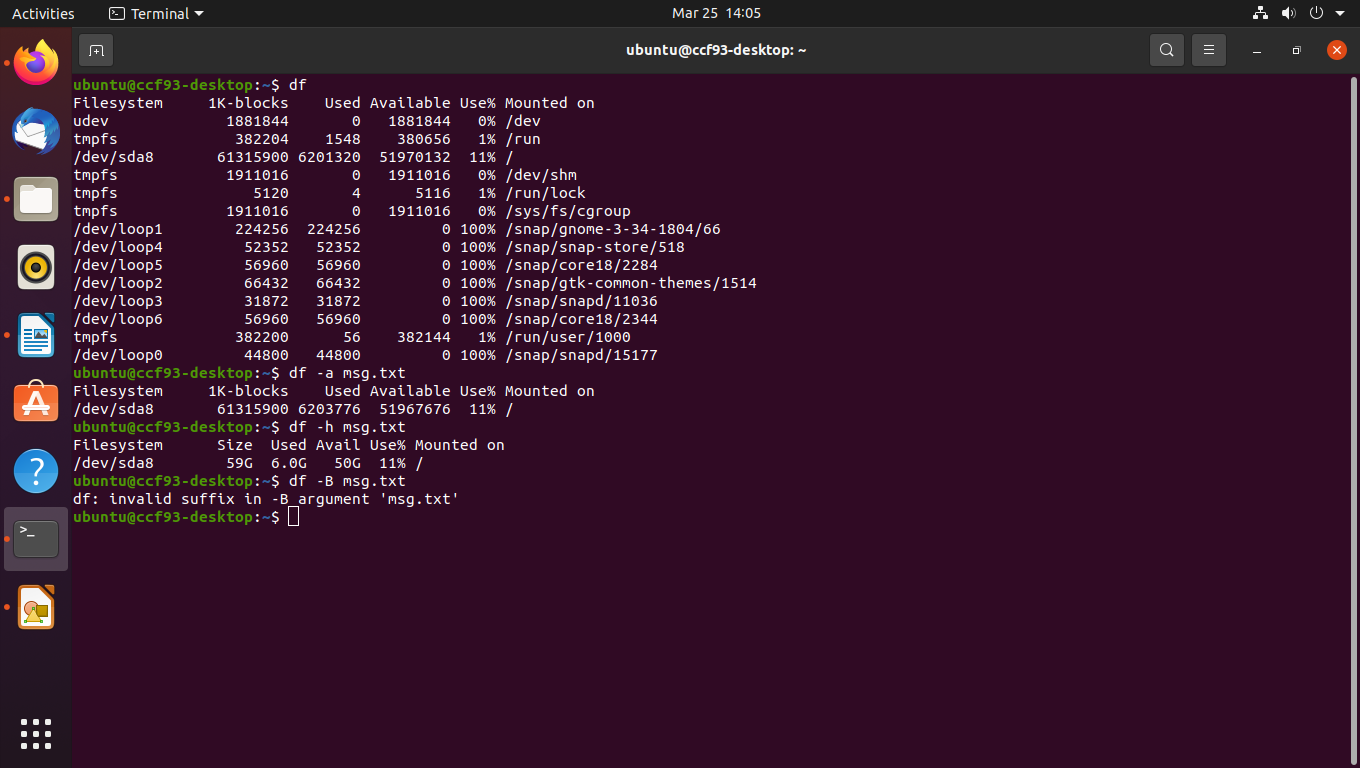 Activities Terminal Mar 25 14:05
ubuntu@ccf93-desktop: ~
ubuntu@ccf93-desktop:~$ df
Filesystem     1K-blocks    Used Available Use% Mounted on
udev             1881844       0   1881844   0% /dev
tmpfs             382204    1548    380656   1% /run
/dev/sda8       61315900 6201320  51970132  11% /
tmpfs            1911016       0   1911016   0% /dev/shm
tmpfs               5120       4      5116   1% /run/lock
tmpfs            1911016       0   1911016   0% /sys/fs/cgroup
/dev/loop1        224256  224256         0 100% /snap/gnome-3-34-1804/66
/dev/loop4         52352   52352         0 100% /snap/snap-store/518
/dev/loop5         56960   56960         0 100% /snap/core18/2284
/dev/loop2         66432   66432         0 100% /snap/gtk-common-themes/1514
/dev/loop3         31872   31872         0 100% /snap/snapd/11036
/dev/loop6         56960   56960         0 100% /snap/core18/2344
tmpfs             382200      56    382144   1% /run/user/1000
/dev/loop0         44800   44800         0 100% /snap/snapd/15177
ubuntu@ccf93-desktop:~$ df -a msg.txt
Filesystem     1K-blocks    Used Available Use% Mounted on
/dev/sda8       61315900 6203776  51967676  11% /
ubuntu@ccf93-desktop:~$ df -h msg.txt
Filesystem      Size  Used Avail Use% Mounted on
/dev/sda8        59G  6.0G   50G  11% /
ubuntu@ccf93-desktop:~$ df -B msg.txt
df: invalid suffix in -B argument 'msg.txt'
ubuntu@ccf93-desktop:~$